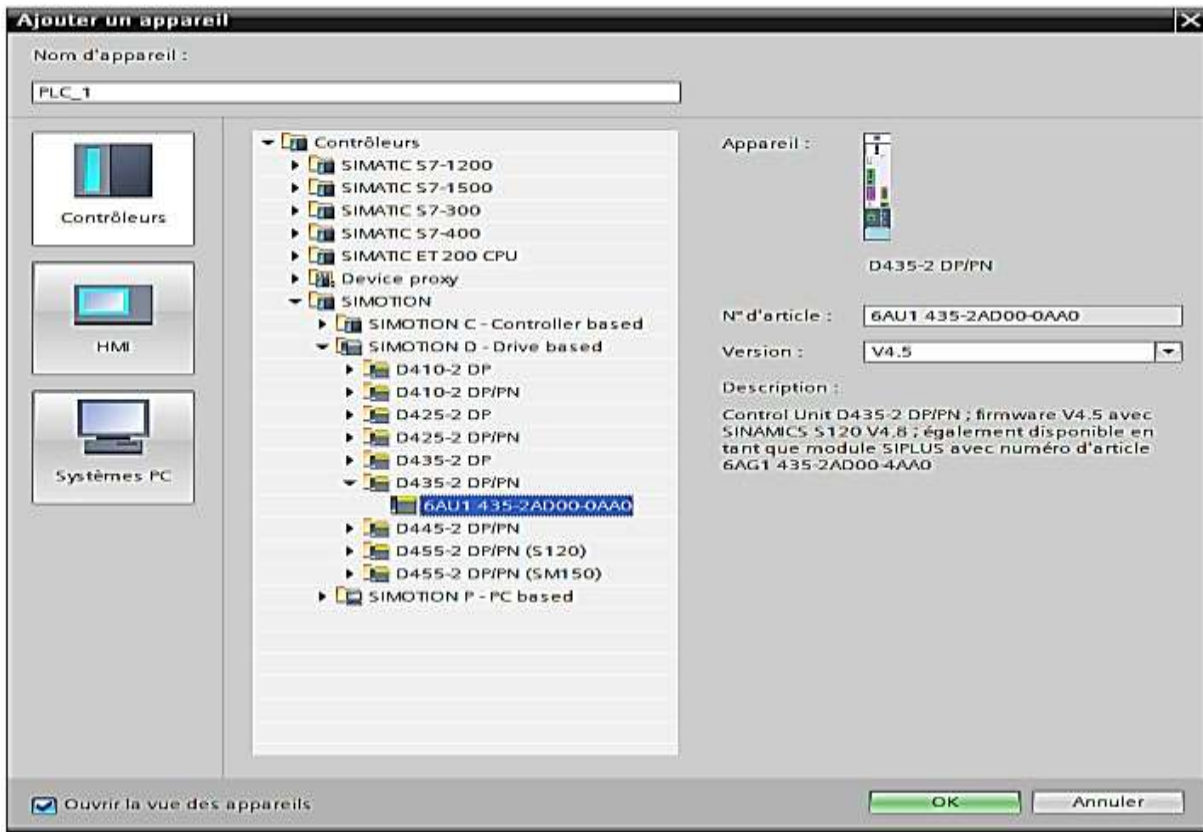 Ajouter un appareil
Nom d'appareil :
PLC_1
Contrôleurs
HMI
Systèmes PC
Contrôleurs
SIMATIC S7-1200
SIMATIC S7-1500
SIMATIC S7-300
SIMATIC S7-400
SIMATIC ET 200 CPU
Device proxy
SIMOTION
SIMOTION C - Controller based
SIMOTION D - Drive based
D410-2 DP
D410-2 DP/PN
D425-2 DP
D425-2 DP/PN
D435-2 DP
D435-2 DP/PN
6AU1 435-2AD00-0AA0
D445-2 DP/PN
D455-2 DP/PN (S120)
D455-2 DP/PN (SM150)
SIMOTION P - PC based
Appareil :
D435-2 DP/PN
N° d'article :
6AU1 435-2AD00-0AA0
Version :
V4.5
Description :
Control Unit D435-2 DP/PN ; firmware V4.5 avec
SINAMICS S120 V4.8 ; également disponible en
tant que module SIPLUS avec numéro d'article
6AG1 435-2AD00-4AA0
Ouvrir la vue des appareils
OK
Annuler